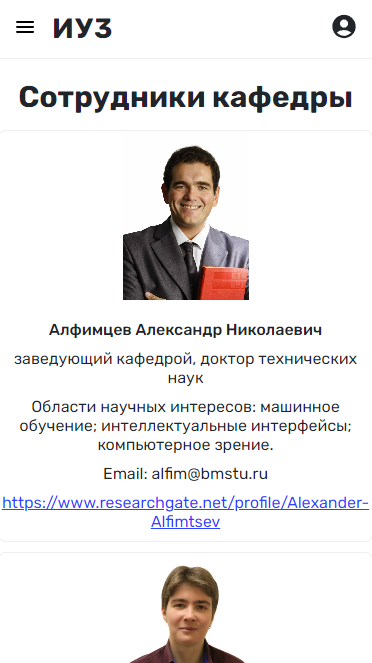 ИУ3
Сотрудники кафедры
Алфимцев Александр Николаевич
заведующий кафедрой, доктор технических
наук
Области научных интересов: машинное
обучение; интеллектуальные интерфейсы;
компьютерное зрение.
Email: alfim@bmstu.ru
https://www.researchgate.net/profile/Alexander-
Alfimtsev